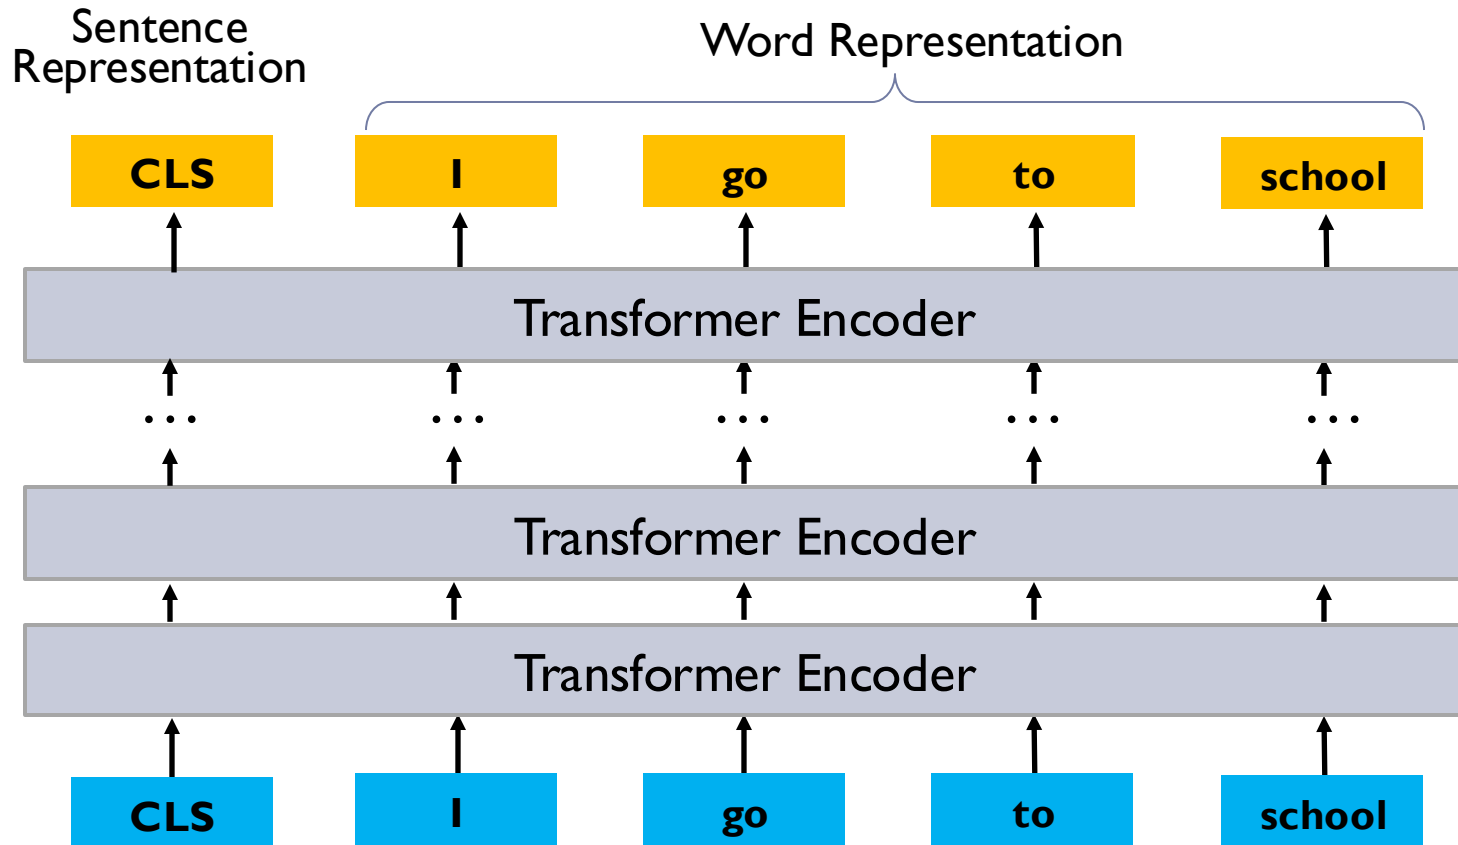 Sentence
Representation
Word Representation
CLS I go to school
Transformer Encoder
... ... ... ... ...
Transformer Encoder
Transformer Encoder
CLS I go to school